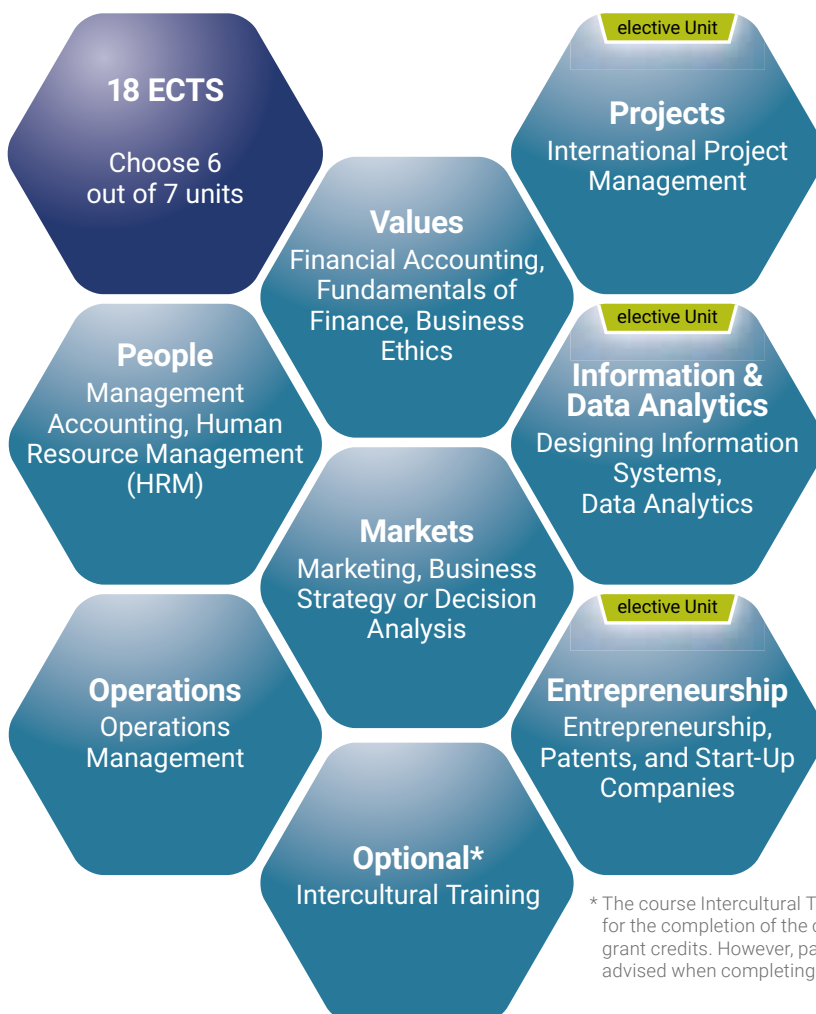 18 ECTS
Choose 6
out of 7 units
elective Unit
Projects
International Project
Management
Values
Financial Accounting,
Fundamentals of
Finance, Business
Ethics
People
Management
Accounting, Human
Resource Management
(HRM)
elective Unit
Information &
Data Analytics
Designing Information
Systems,
Data Analytics
Markets
Marketing, Business
Strategy or Decision
Analysis
Operations
Operations
Management
elective Unit
Entrepreneurship
Entrepreneurship,
Patents, and Start-Up
Companies
Optional*
Intercultural Training
* The course Intercultural
for the completion of the
grant credits. However,
advised when completing